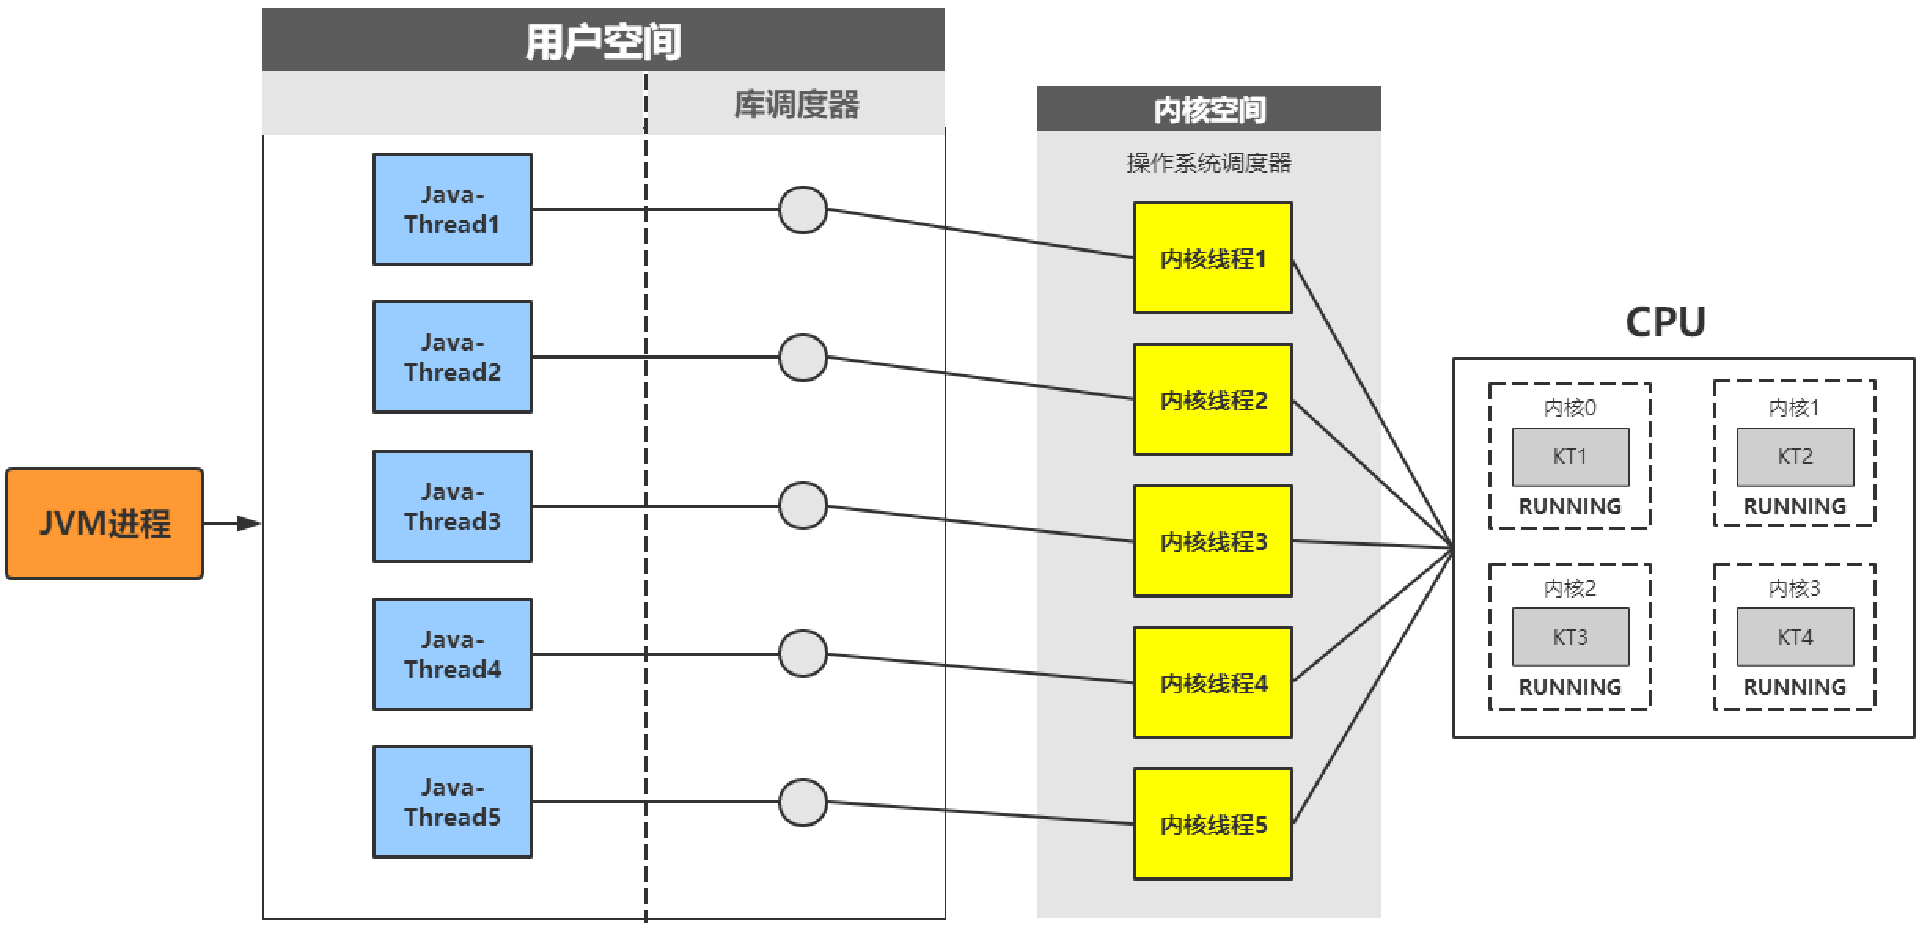 用户空间
库调度器
Java-
Thread1
Java-
Thread2
Java-
Thread3
Java-
Thread4
Java-
Thread5
JVM进程
内核空间
操作系统调度器
内核线程1
内核线程2
内核线程3
内核线程4
内核线程5
CPU
内核0
KT1
RUNNING
内核1
KT2
RUNNING
内核2
KT3
RUNNING
内核3
KT4
RUNNING